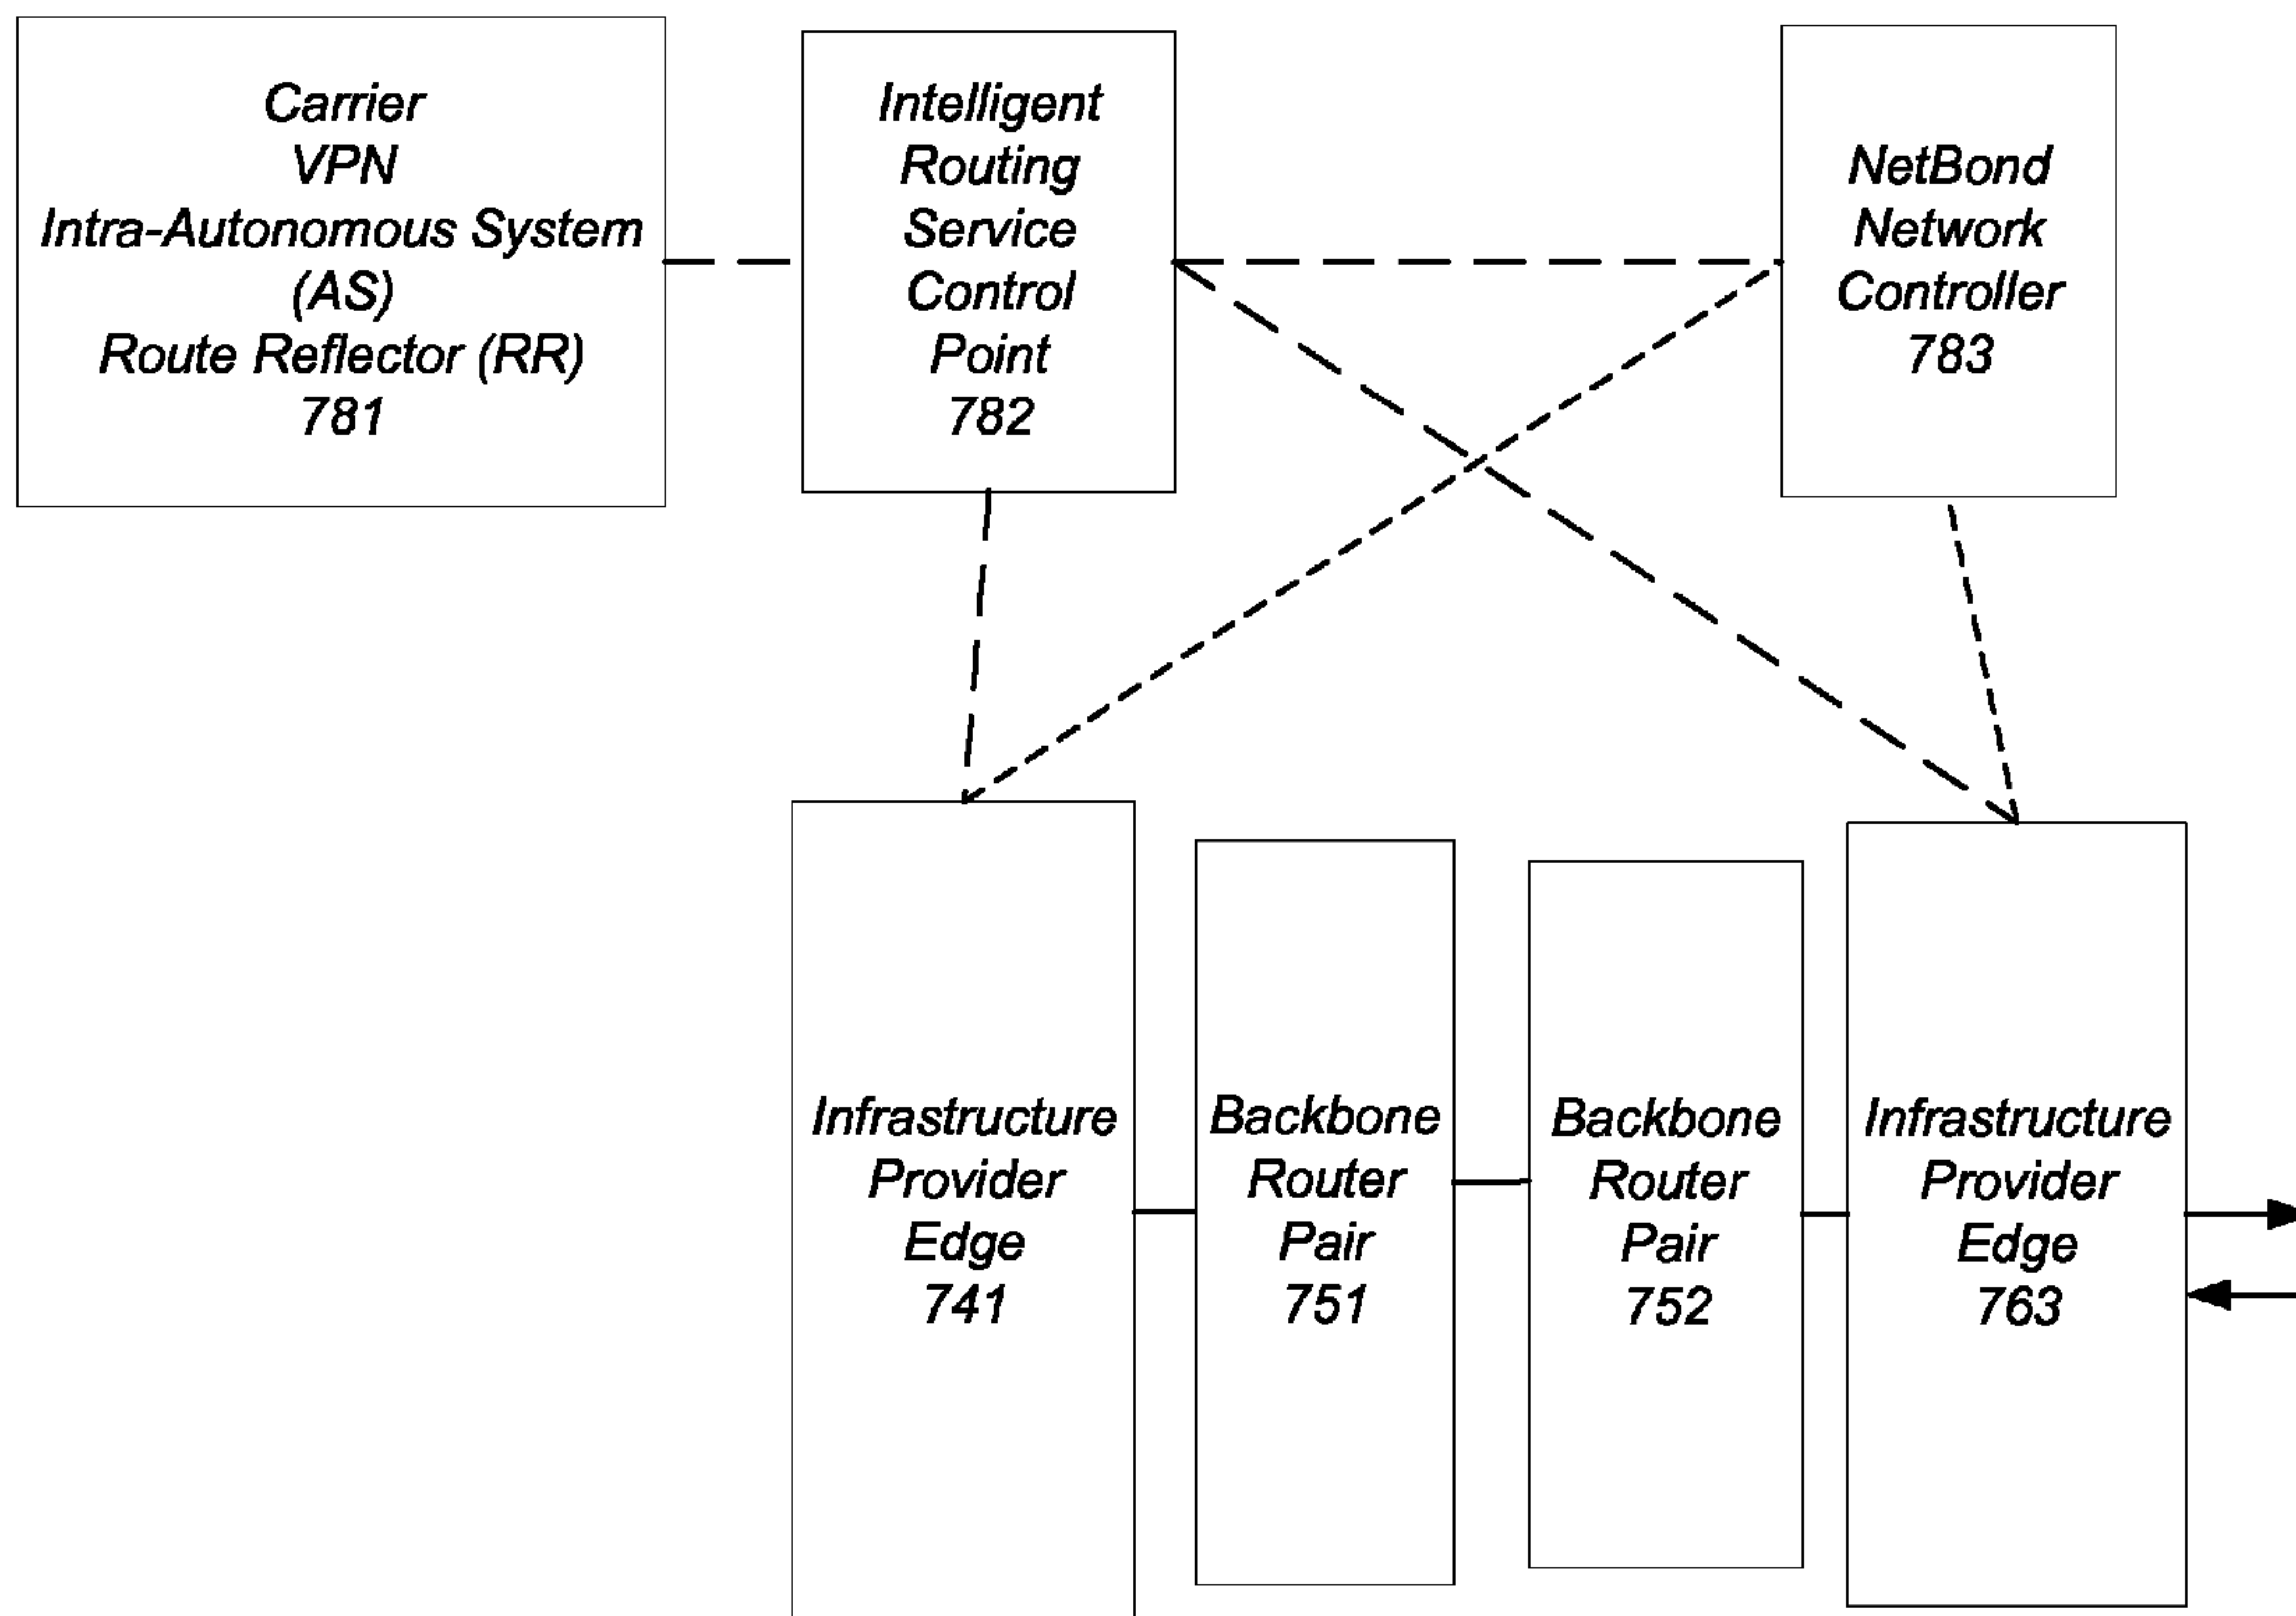 Carrier
VPN
Intra-Autonomous System
(AS)
Route Reflector (RR)
781
Intelligent
Routing
Service
Control
Point
782
NetBond
Network
Controller
783
Infrastructure
Provider
Edge
741
Backbone
Router
Pair
751
Backbone
Router
Pair
752
Infrastructure
Provider
Edge
763